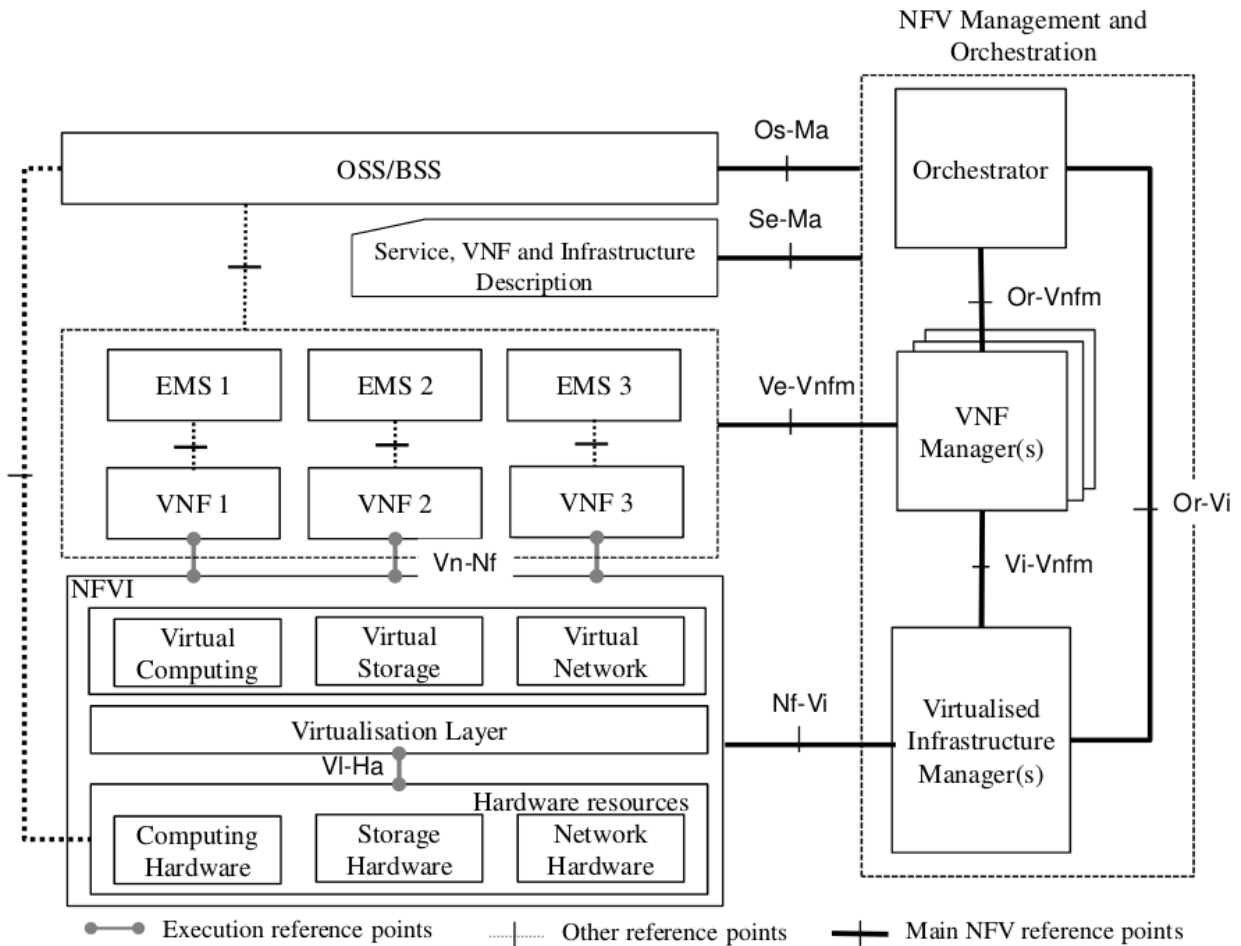 NFV Management and
Orchestration
Os-Ma
OSS/BSS
Orchestrator
Se-Ma
Service, VNF and Infrastructure
Description
Or-Vnfm
EMS 1
EMS 2
EMS 3
Ve-Vnfm
VNF
Manager(s)
VNF 1
VNF 2
VNF 3
Or-Vi
Vn-Nf
Vi-Vnfm
NFVI
Virtual
Computing
Virtual
Storage
Virtual
Network
Nf-Vi
Virtualised
Infrastructure
Manager(s)
Virtualisation Layer
Vl-Ha
Hardware resources
Computing
Hardware
Storage
Hardware
Network
Hardware
Execution reference points
Other reference points
Main NFV reference points